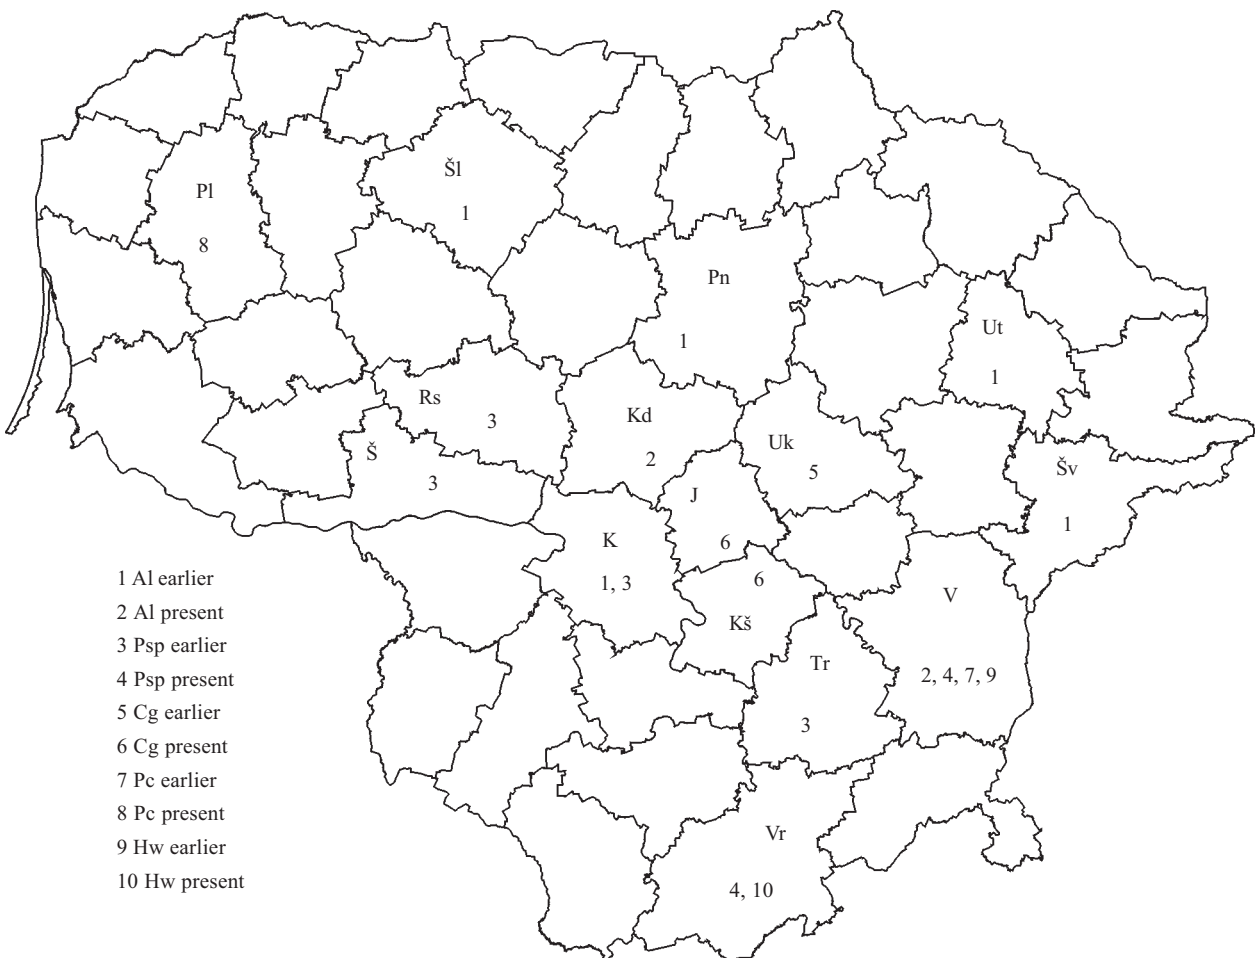 Šl
1
Pl
8
Pn
1
Ut
1
Rs
3
Kd
2
Š
3
Uk
5
Šv
1
J
6
K
1, 3
6
Kš
V
2, 4, 7, 9
Tr
3
Vr
4, 10
1 Al earlier
2 Al present
3 Psp earlier
4 Psp present
5 Cg earlier
6 Cg present
7 Pc earlier
8 Pc present
9 Hw earlier
10 Hw present